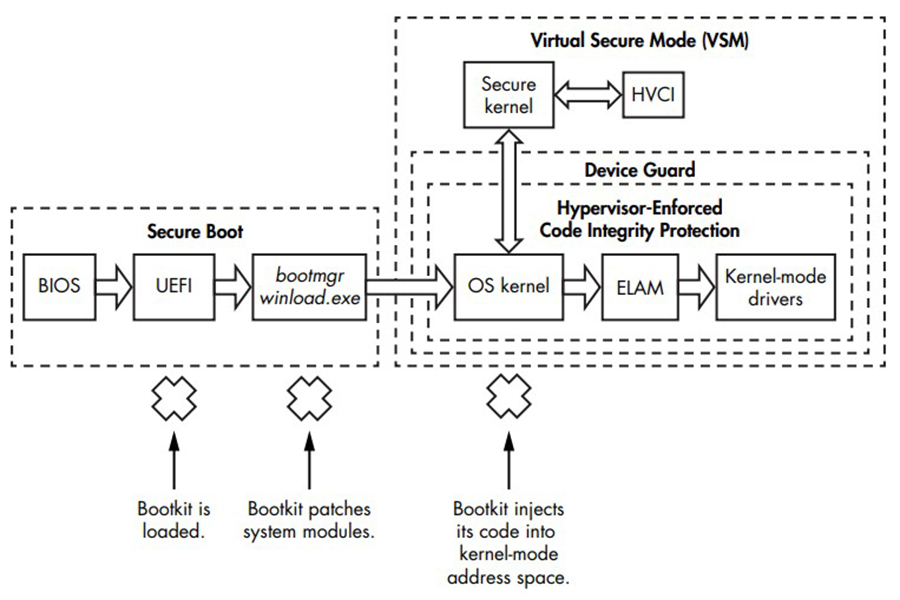 Virtual Secure Mode (VSM)
Secure
kernel
HVCI
Device Guard
Hypervisor-Enforced
Code Integrity Protection
Secure Boot
BIOS
UEFI
bootmgr
winload.exe
OS kernel
ELAM
Kernel-mode
drivers
Bootkit is
loaded.
Bootkit patches
system modules.
Bootkit injects
its code into
kernel-mode
address space.